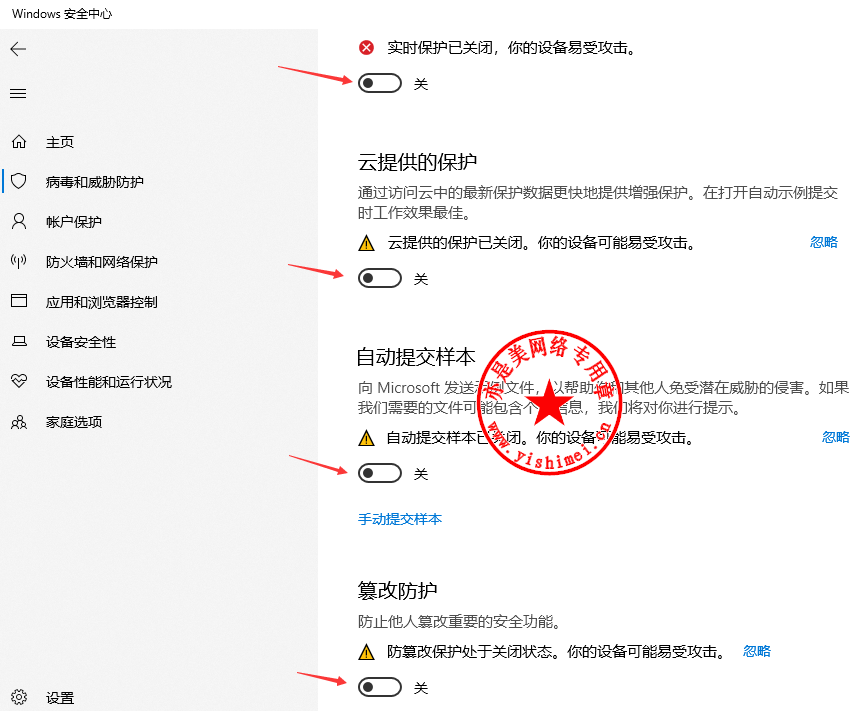 Windows 安全中心
主页
病毒和威胁防护
帐户保护
防火墙和网络保护
应用和浏览器控制
设备安全性
设备性能和运行状况
家庭选项
设置
实时保护已关闭，你的设备易受攻击。
关
云提供的保护
通过访问云中的最新保护数据更快地提供增强保护。在打开自动示例提交
时工作效果最佳。
云提供的保护已关闭。你的设备可能易受攻击。 忽略
关
自动提交样本
向 Microsoft 发送 文件，以帮助 和其他人免受潜在威胁的侵害。如果
我们需要的文件可能包含个 信息，我们将对你进行提示。
自动提交样本已关闭。你的设备可能易受攻击。 忽略
关
手动提交样本
篡改防护
防止他人篡改重要的安全功能。
防篡改保护处于关闭状态。你的设备可能易受攻击。 忽略
关
亦是美网络专用章
www.yishimei.cn